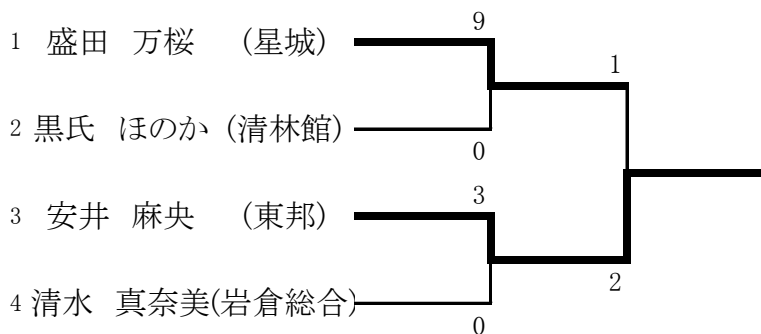 9
1 盛田 万桜 (星城)
1
2 黒氏 ほのか (清林館)
0
3
3 安井 麻央 (東邦)
2
4 清水 真奈美(岩倉総合)
0